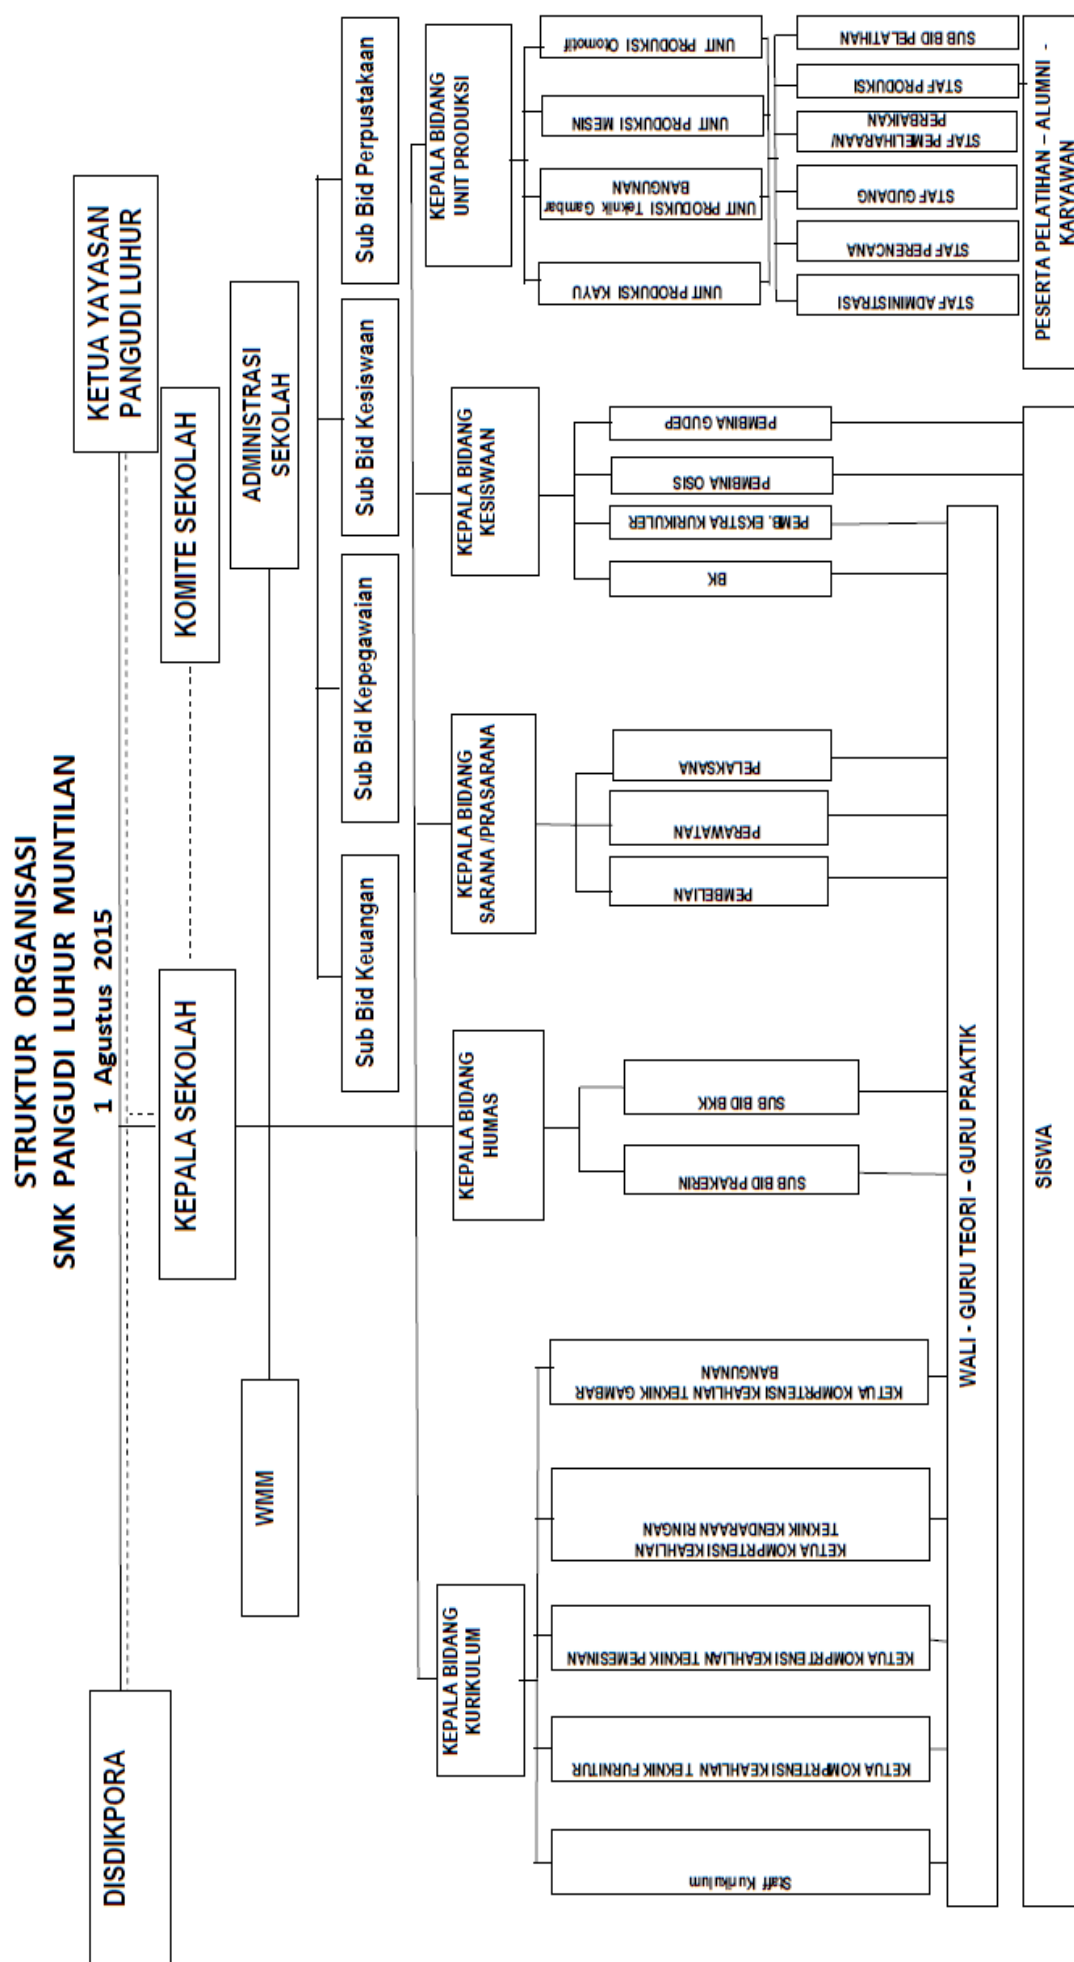 STRUKTUR ORGANISASI
SMK PANGUDI LUHUR MUNTILAN
1 Agustus 2015
DISDIKPORA
KETUA YAYASAN
PANGUDI LUHUR
KEPALA SEKOLAH
KOMITE SEKOLAH
WMM
ADMINISTRASI
SEKOLAH
Sub Bid Keuangan
Sub Bid Kepegawaian
Sub Bid Kesiswaan
Sub Bid Perpustakaan
KEPALA BIDANG
KURIKULUM
KEPALA BIDANG
HUMAS
KEPALA BIDANG
SARANA /PRASARANA
KEPALA BIDANG
KESISWAAN
KEPALA BIDANG
UNIT PRODUKSI
Staff Kurikulum
KETUA KOMPRTENSI KEAHLIAN TEKNIK FURNITUR
KETUA KOMPRTENSI KEAHLIAN TEKNIK PEMESINAN
KETUA KOMPRTENSI KEAHLIAN
TEKNIK KENDARAAN RINGAN
KETUA KOMPRTENSI KEAHLIAN TEKNIK GAMBAR
BANGUNAN
SUB BID PRAKERIN
SUB BID BKK
PEMBELIAN
PERAWATAN
PELAKSANA
BK
PEMB. EKSTRA KURIKULER
PEMBINA OSIS
PEMBINA GUDEP
UNIT PRODUKSI KAYU
UNIT PRODUKSI Teknik Gambar
BANGUNAN
UNIT PRODUKSI MESIN
UNIT PRODUKSI Otomotif
STAF ADMINISTRASI
STAF PERENCANA
STAF GUDANG
STAF PEMELIHARAAN/
PERBAIKAN
STAF PRODUKSI
SUB BID PELATIHAN
WALI - GURU TEORI – GURU PRAKTIK
SISWA
PESERTA PELATIHAN – ALUMNI -
KARYAWAN